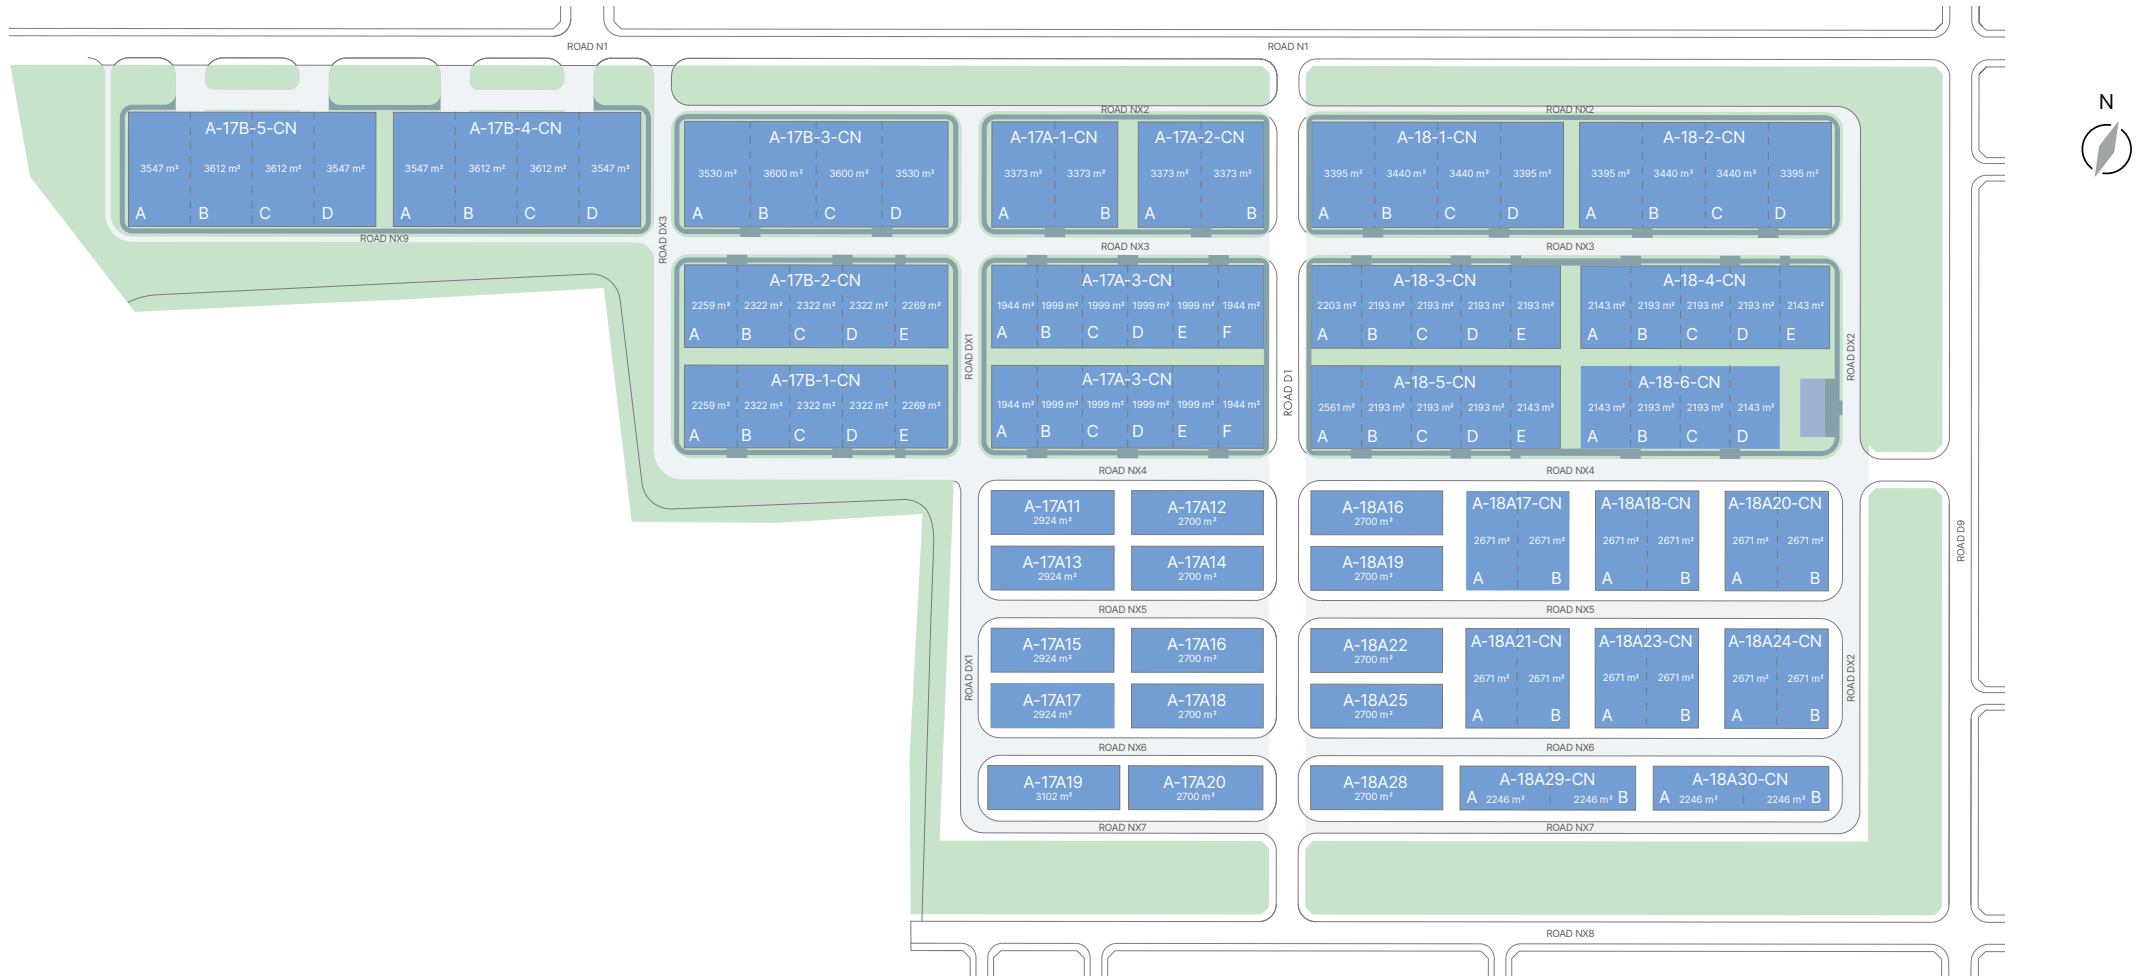 ROAD N1
ROAD N1
N
ROAD NX2
ROAD NX2
A-17B-5-CN
3547 m² 3612 m² 3612 m² 3547 m²
A B C D
A-17B-4-CN
3547 m² 3612 m² 3612 m² 3547 m²
A B C D
A-17B-3-CN
3530 m² 3600 m² 3600 m² 3530 m²
A B C D
A-17A-1-CN
3373 m² 3373 m²
A B
A-17A-2-CN
3373 m² 3373 m²
A B
A-18-1-CN
3395 m² 3440 m² 3440 m² 3395 m²
A B C D
A-18-2-CN
3395 m² 3440 m² 3440 m² 3395 m²
A B C D
ROAD NX9
ROAD DX3
ROAD NX3
ROAD NX3
A-17B-2-CN
2259 m² 2322 m² 2322 m² 2322 m² 2269 m²
A B C D E
A-17A-3-CN
1944 m² 1999 m² 1999 m² 1999 m² 1999 m² 1944 m²
A B C D E F
A-18-3-CN
2203 m² 2193 m² 2193 m² 2193 m² 2193 m²
A B C D E
A-18-4-CN
2143 m² 2193 m² 2193 m² 2193 m² 2143 m²
A B C D E
ROAD DX1
ROAD D1
ROAD DX2
A-17B-1-CN
2259 m² 2322 m² 2322 m² 2322 m² 2269 m²
A B C D E
A-17A-3-CN
1944 m² 1999 m² 1999 m² 1999 m² 1999 m² 1944 m²
A B C D E F
A-18-5-CN
2561 m² 2193 m² 2193 m² 2193 m² 2143 m²
A B C D E
A-18-6-CN
2143 m² 2193 m² 2193 m² 2143 m²
A B C D
ROAD NX4
ROAD NX4
A-17A11
2924 m²
A-17A12
2700 m²
A-18A16
2700 m²
A-18A17-CN
2671 m² 2671 m²
A B
A-18A18-CN
2671 m² 2671 m²
A B
A-18A20-CN
2671 m² 2671 m²
A B
A-17A13
2924 m²
A-17A14
2700 m²
A-18A19
2700 m²
ROAD D9
ROAD NX5
ROAD NX5
A-17A15
2924 m²
A-17A16
2700 m²
A-18A22
2700 m²
A-18A21-CN
2671 m² 2671 m²
A B
A-18A23-CN
2671 m² 2671 m²
A B
A-18A24-CN
2671 m² 2671 m²
A B
ROAD DX1
ROAD DX2
A-17A17
2924 m²
A-17A18
2700 m²
A-18A25
2700 m²
ROAD NX6
ROAD NX6
A-17A19
3102 m²
A-17A20
2700 m²
A-18A28
2700 m²
A-18A29-CN
A 2246 m² 2246 m² B
A-18A30-CN
A 2246 m² 2246 m² B
ROAD NX7
ROAD NX7
ROAD NX8